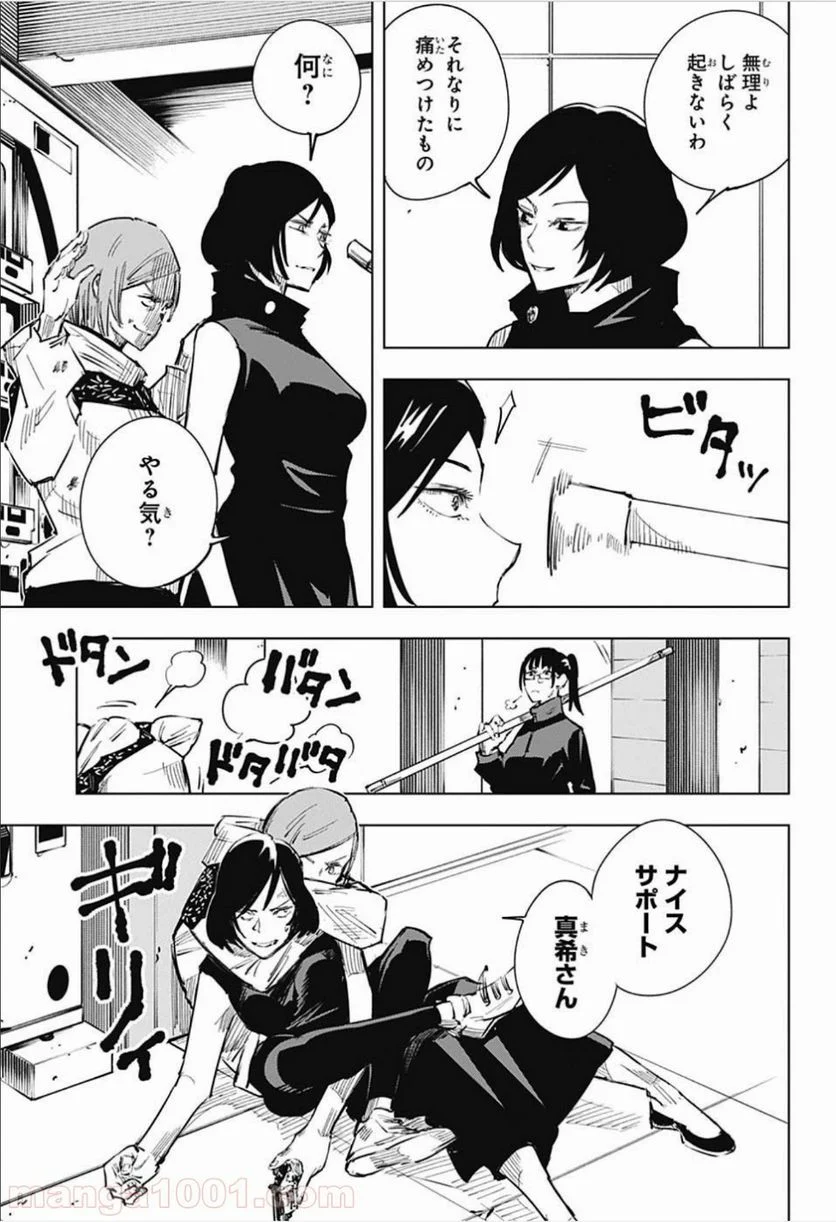 無理よ
しばらく
起きないわ
それなりに
痛めつけたもの
何？
やる気？
ビタッ
バタン
ドタン
ドタバタ
ナイス
サポート
真希さん
ギリィ
manga1001.com